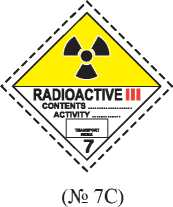 RADIOACTIVE III
CONTENTS ....................
ACTIVITY ................
TRANSPORT
INDEX
7
(№ 7C)